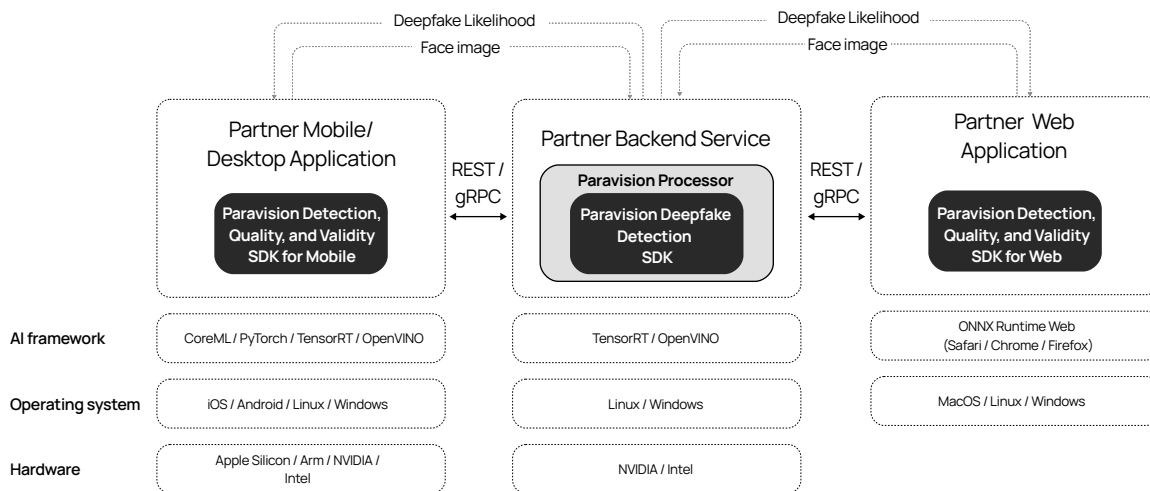 Deepfake Likelihood
Face image
Deepfake Likelihood
Face image
Partner Mobile/
Desktop Application
Paravision Detection,
Quality, and Validity
SDK for Mobile
REST /
gRPC
Partner Backend Service
Paravision Processor
Paravision Deepfake
Detection
SDK
REST /
gRPC
Partner Web
Application
Paravision Detection,
Quality, and Validity
SDK for Web
AI framework
CoreML / PyTorch / TensorRT / OpenVINO
TensorRT / OpenVINO
ONNX Runtime Web
(Safari / Chrome / Firefox)
Operating system
iOS / Android / Linux / Windows
Linux / Windows
MacOS / Linux / Windows
Hardware
Apple Silicon / Arm / NVIDIA /
Intel
NVIDIA / Intel